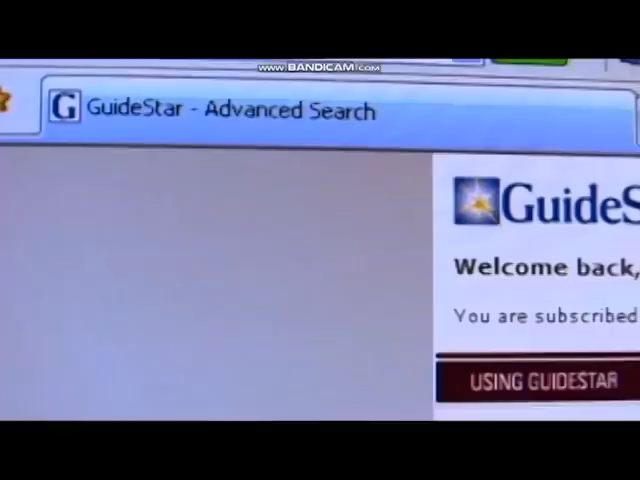 www.BANDICAM.COM
GuideStar - Advanced Search
GuideS
Welcome back,
You are subscribed
USING GUIDESTAR